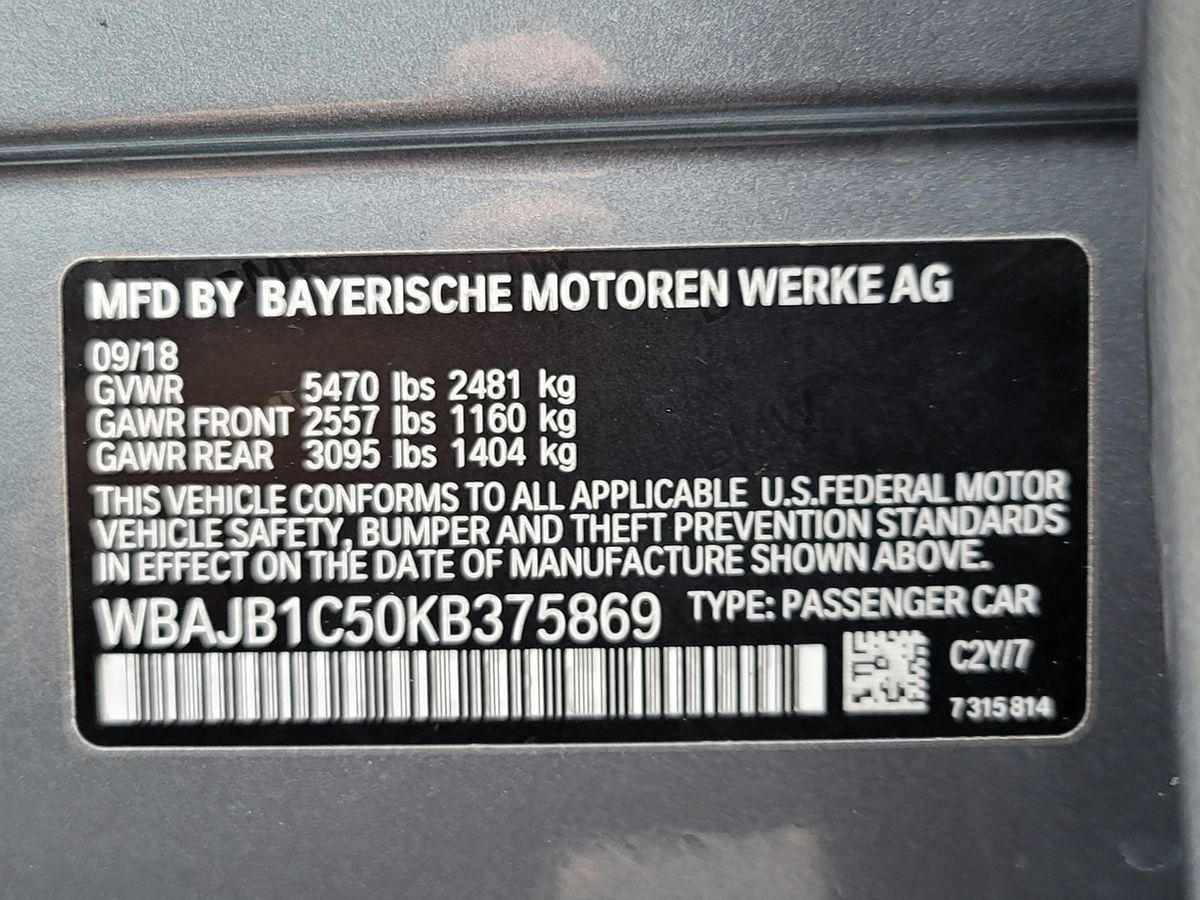 MFD BY BAYERISCHE MOTOREN WERKE AG
09/18
GVWR 5470 lbs 2481 kg
GAWR FRONT 2557 lbs 1160 kg
GAWR REAR 3095 lbs 1404 kg
THIS VEHICLE CONFORMS TO ALL APPLICABLE U.S.FEDERAL MOTOR
VEHICLE SAFETY, BUMPER AND THEFT PREVENTION STANDARDS
IN EFFECT ON THE DATE OF MANUFACTURE SHOWN ABOVE.
WBAJB1C50KB375869 TYPE: PASSENGER CAR
C2Y/7
7 315 814